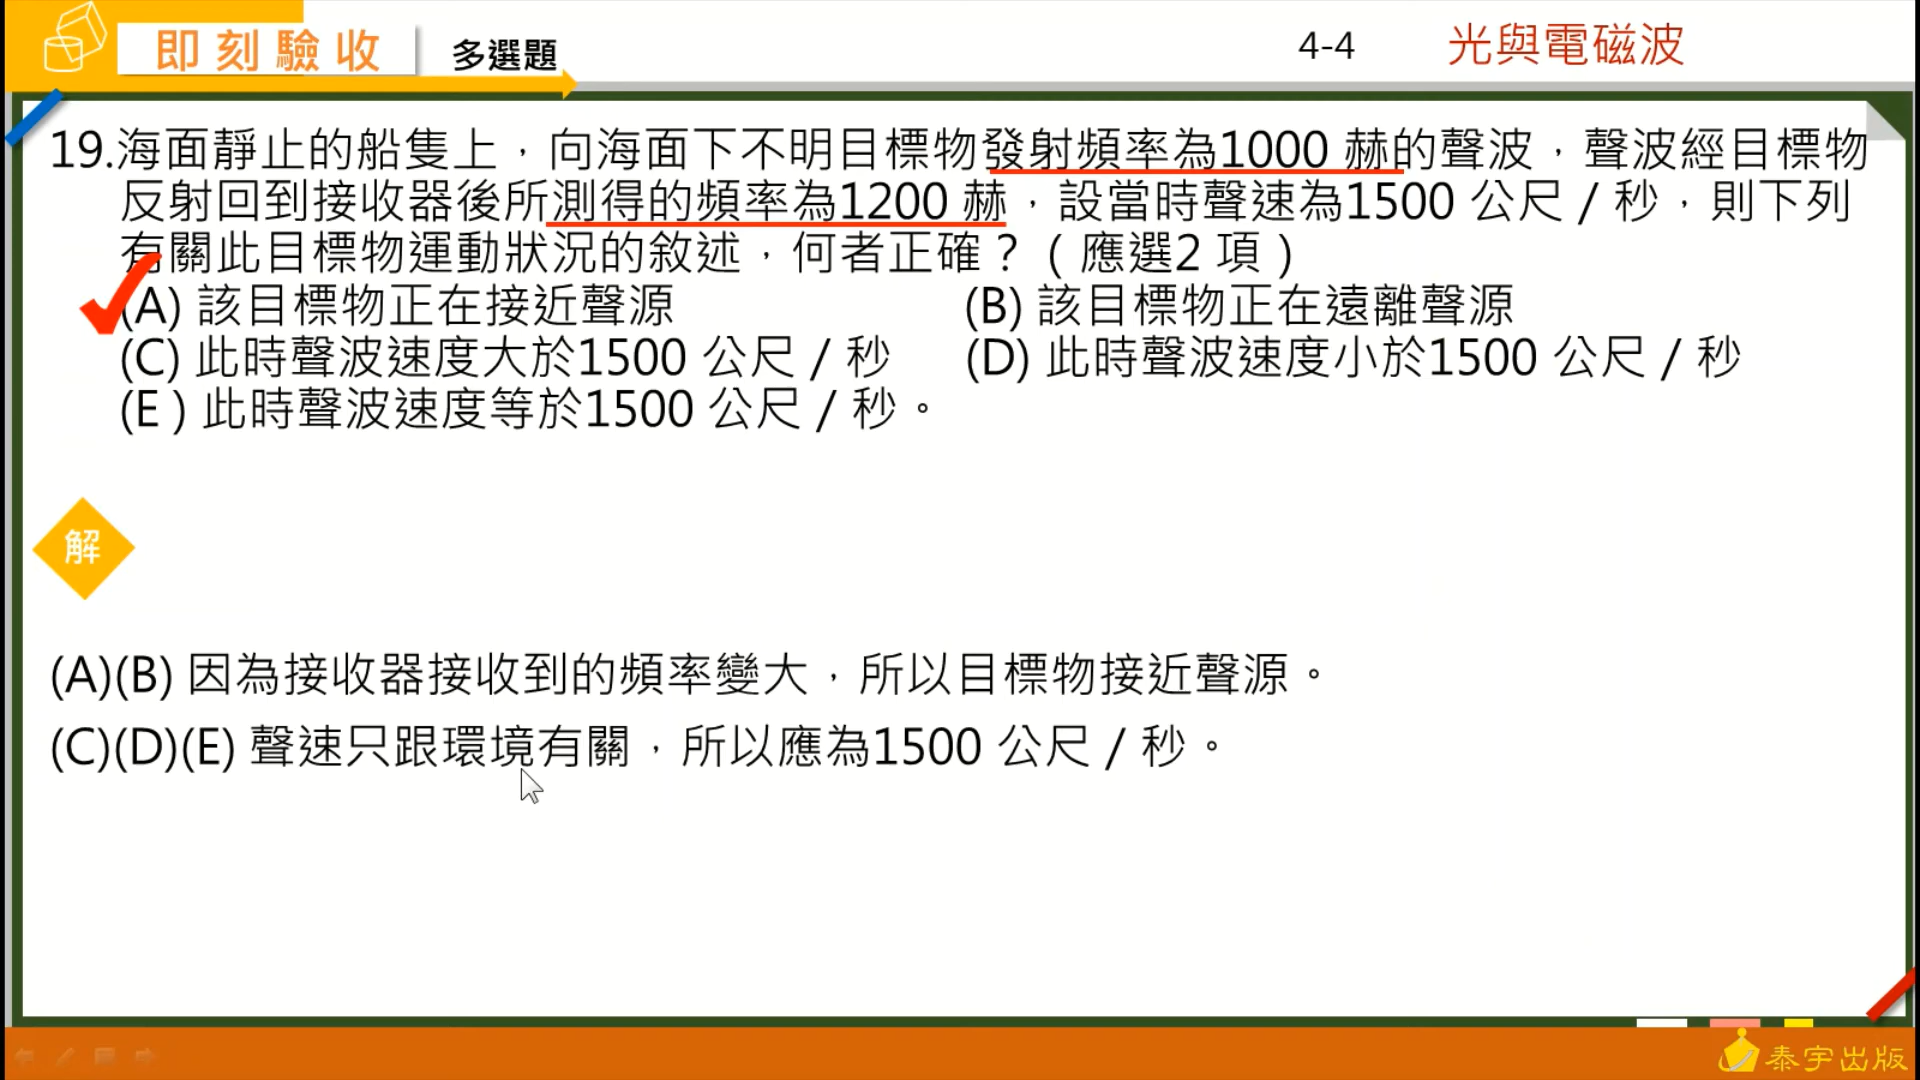 即刻驗收
多選題
4-4 光與電磁波
19.海面靜止的船隻上，向海面下不明目標物發射頻率為1000 赫的聲波，聲波經目標物
反射回到接收器後所測得的頻率為1200 赫，設當時聲速為1500 公尺 / 秒，則下列
有關此目標物運動狀況的敘述，何者正確？（應選2 項）
(A) 該目標物正在接近聲源 (B) 該目標物正在遠離聲源
(C) 此時聲波速度大於1500 公尺 / 秒 (D) 此時聲波速度小於1500 公尺 / 秒
(E ) 此時聲波速度等於1500 公尺 / 秒。
解
(A)(B) 因為接收器接收到的頻率變大，所以目標物接近聲源。
(C)(D)(E) 聲速只跟環境有關，所以應為1500 公尺 / 秒。
泰宇出版